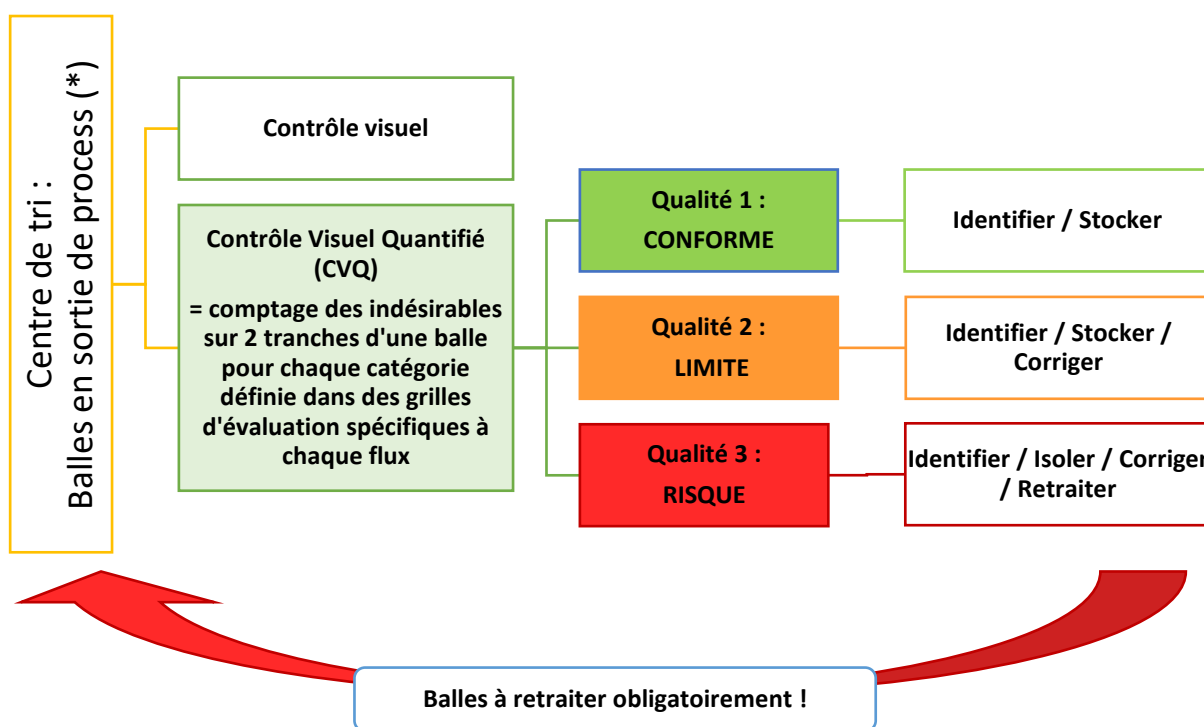 Centre de tri :
Balles en sortie de process (*)
Contrôle visuel
Contrôle Visuel Quantifié
(CVQ)
= comptage des indésirables
sur 2 tranches d'une balle
pour chaque catégorie
définie dans des grilles
d'évaluation spécifiques à
chaque flux
Qualité 1 :
CONFORME
Identifier / Stocker
Qualité 2 :
LIMITE
Identifier / Stocker /
Corriger
Qualité 3 :
RISQUE
Identifier / Isoler / Corriger
/ Retraiter
Balles à retraiter obligatoirement !